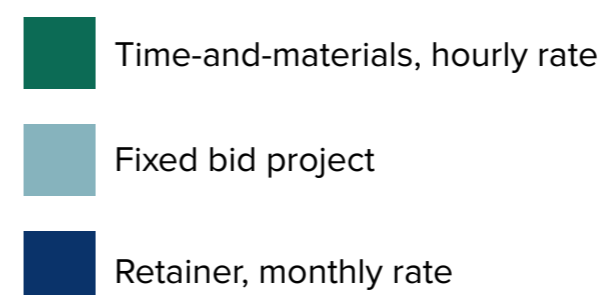 Time-and-materials, hourly rate
Fixed bid project
Retainer, monthly rate